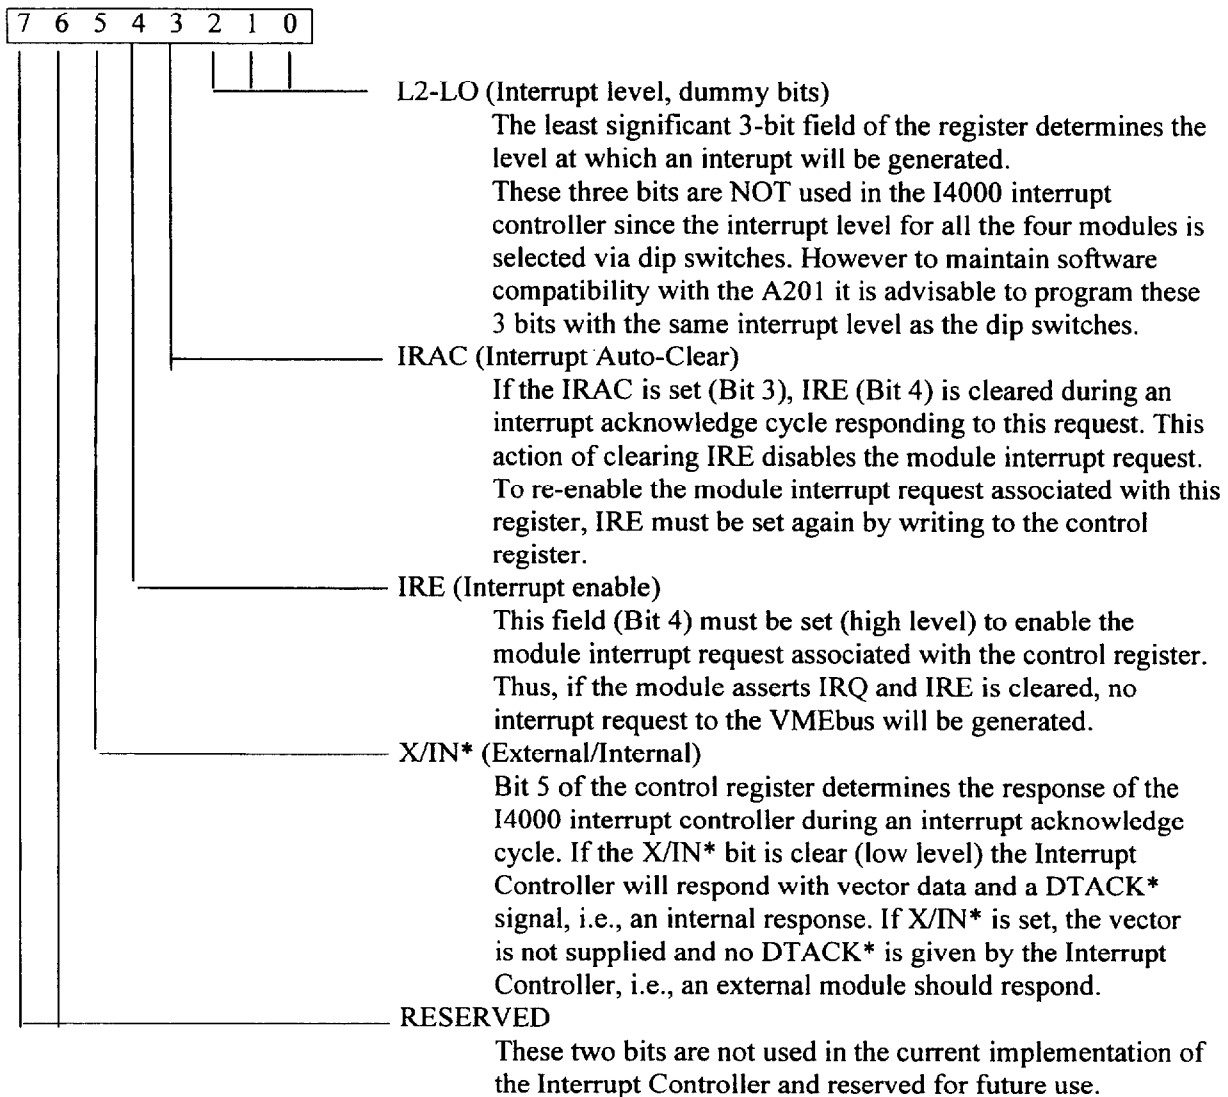 7 6 5 4 3 2 1 0
L2-LO (Interrupt level, dummy bits)
The least significant 3-bit field of the register determines the
level at which an interupt will be generated.
These three bits are NOT used in the I4000 interrupt
controller since the interrupt level for all the four modules is
selected via dip switches. However to maintain software
compatibility with the A201 it is advisable to program these
3 bits with the same interrupt level as the dip switches.
IRAC (Interrupt Auto-Clear)
If the IRAC is set (Bit 3), IRE (Bit 4) is cleared during an
interrupt acknowledge cycle responding to this request. This
action of clearing IRE disables the module interrupt request.
To re-enable the module interrupt request associated with this
register, IRE must be set again by writing to the control
register.
IRE (Interrupt enable)
This field (Bit 4) must be set (high level) to enable the
module interrupt request associated with the control register.
Thus, if the module asserts IRQ and IRE is cleared, no
interrupt request to the VMEbus will be generated.
X/IN* (External/Internal)
Bit 5 of the control register determines the response of the
I4000 interrupt controller during an interrupt acknowledge
cycle. If the X/IN* bit is clear (low level) the Interrupt
Controller will respond with vector data and a DTACK*
signal, i.e., an internal response. If X/IN* is set, the vector
is not supplied and no DTACK* is given by the Interrupt
Controller, i.e., an external module should respond.
RESERVED
These two bits are not used in the current implementation of
the Interrupt Controller and reserved for future use.